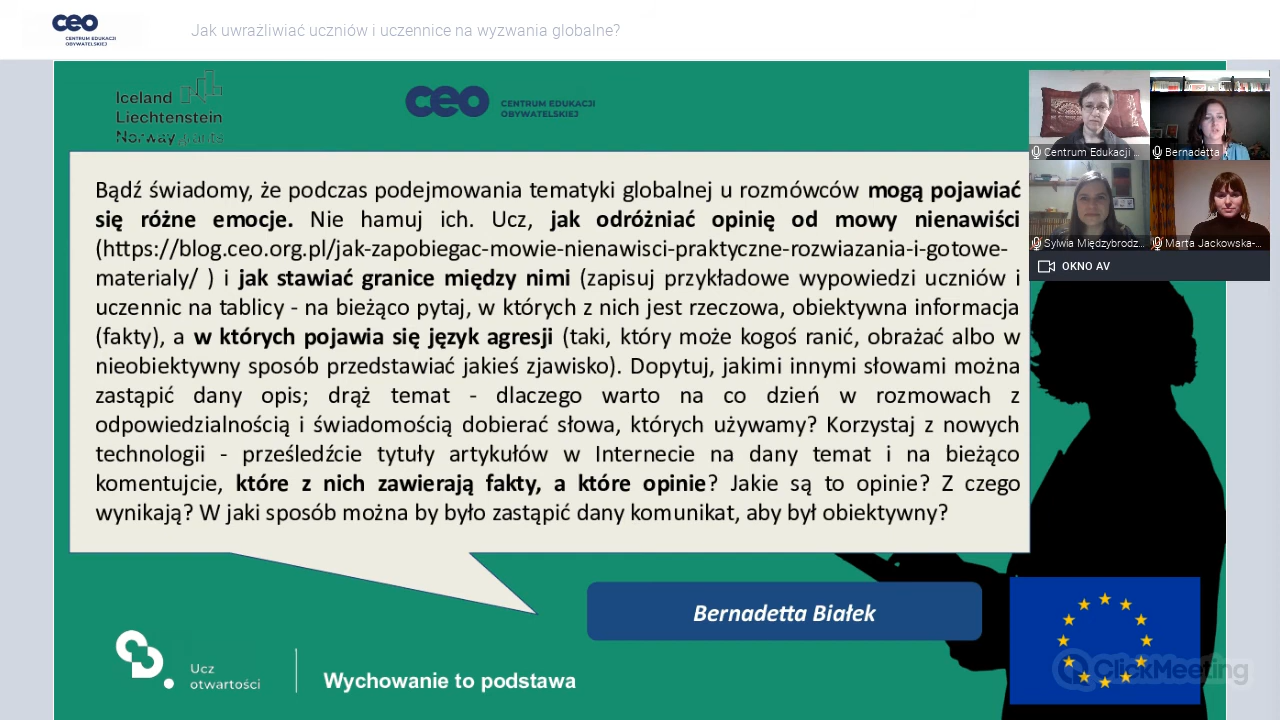 ceo
CENTRUM EDUKACJI
OBYWATELSKIEJ
Jak uwrażliwiać uczniów i uczennice na wyzwania globalne?
Iceland
Liechtenstein
Norway grants
ceo
CENTRUM EDUKACJI
OBYWATELSKIEJ
Bądź świadomy, że podczas podejmowania tematyki globalnej u rozmówców mogą pojawiać
się różne emocje. Nie hamuj ich. Ucz, jak odróżniać opinię od mowy nienawiści
(https://blog.ceo.org.pl/jak-zapobiegac-mowie-nienawisci-praktyczne-rozwiazania-i-gotowe-
materialy/ ) i jak stawiać granice między nimi (zapisuj przykładowe wypowiedzi uczniów i
uczennic na tablicy - na bieżąco pytaj, w których z nich jest rzeczowa, obiektywna informacja
(fakty), a w których pojawia się język agresji (taki, który może kogoś ranić, obrażać albo w
nieobiektywny sposób przedstawiać jakieś zjawisko). Dopytuj, jakimi innymi słowami można
zastąpić dany opis; drąż temat - dlaczego warto na co dzień w rozmowach z
odpowiedzialnością i świadomością dobierać słowa, których używamy? Korzystaj z nowych
technologii - prześledźcie tytuły artykułów w Internecie na dany temat i na bieżąco
komentujcie, które z nich zawierają fakty, a które opinie? Jakie są to opinie? Z czego
wynikają? W jaki sposób można by było zastąpić dany komunikat, aby był obiektywny?
Centrum Edukacji ...
Bernadetta
Sylwia Międzybrodz...
Marta Jackowska-...
OKNO AV
Bernadetta Białek
Ucz
otwartości
Wychowanie to podstawa
ClickMeeting